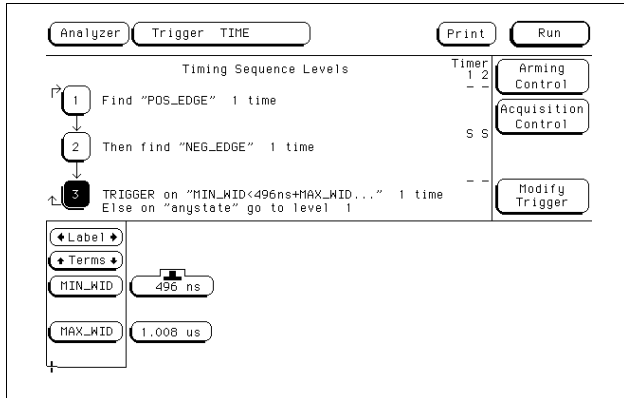 Analyzer Trigger TIME Print Run
Timing Sequence Levels
Timer
1 2
Arming
Control
- -
1 Find "POS_EDGE" 1 time
Acquisition
Control
S S
2 Then find "NEG_EDGE" 1 time
- -
3 TRIGGER on "MIN_WID<496ns+MAX_WID..." 1 time
Else on "anystate" go to level 1
Modify
Trigger
Label
Terms
MIN_WID 496 ns
MAX_WID 1.008 us